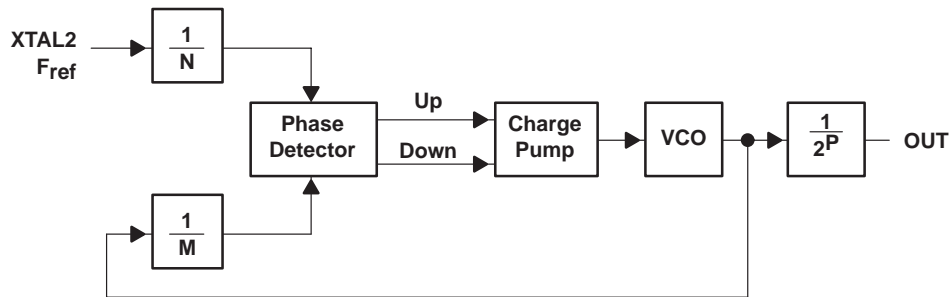 XTAL2
Fref
1
N
Phase
Detector
Up
Down
Charge
Pump
VCO
1
2P
OUT
1
M